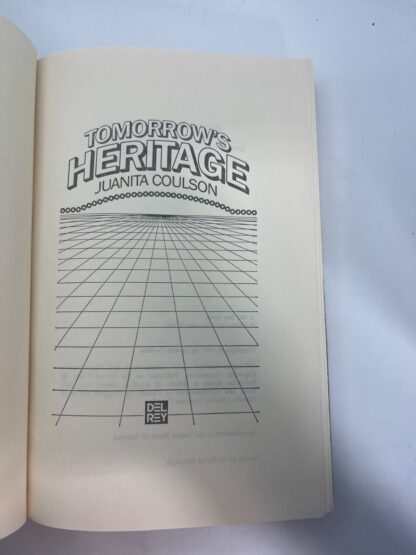 TOMORROW'S
HERITAGE
JUANITA COULSON
DEL
REY